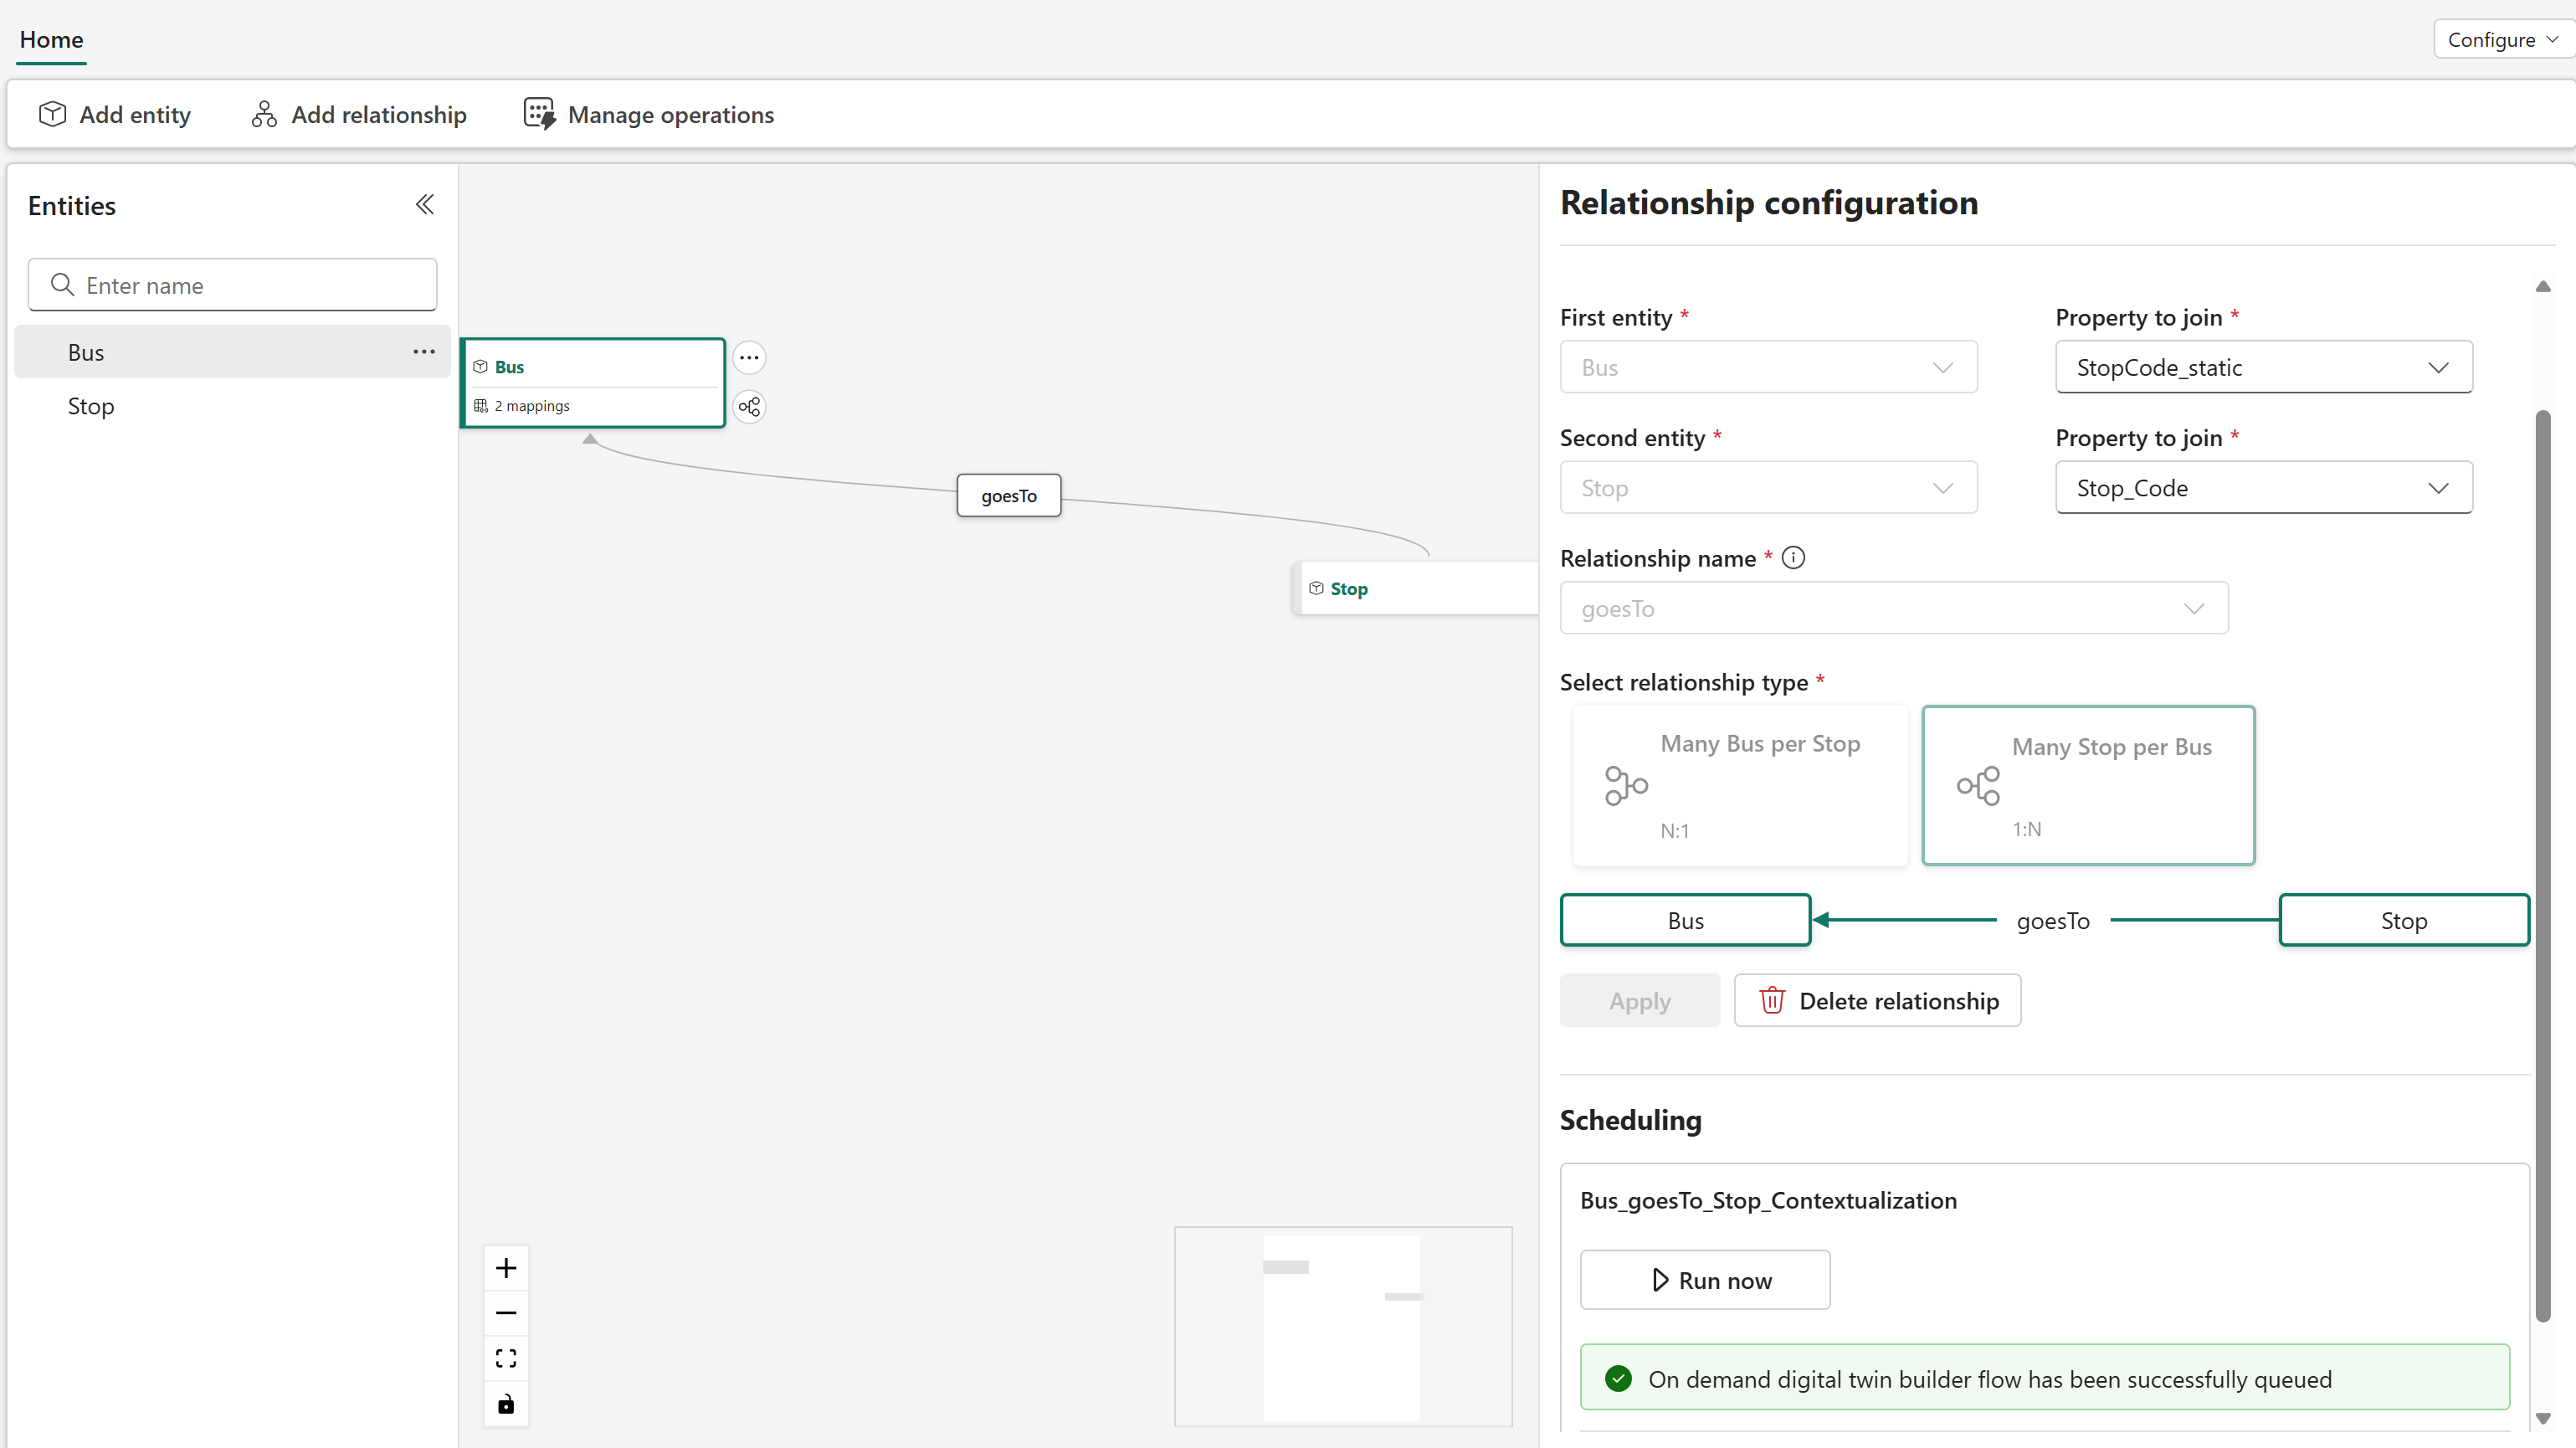 Home
Configure
Add entity
Add relationship
Manage operations
Entities
Enter name
Bus
Stop
Bus
2 mappings
goesTo
Stop
Relationship configuration
First entity *
Property to join *
Bus
StopCode_static
Second entity *
Property to join *
Stop
Stop_Code
Relationship name *
goesTo
Select relationship type *
Many Bus per Stop
N:1
Many Stop per Bus
1:N
Bus
goesTo
Stop
Apply
Delete relationship
Scheduling
Bus_goesTo_Stop_Contextualization
Run now
On demand digital twin builder flow has been successfully queued